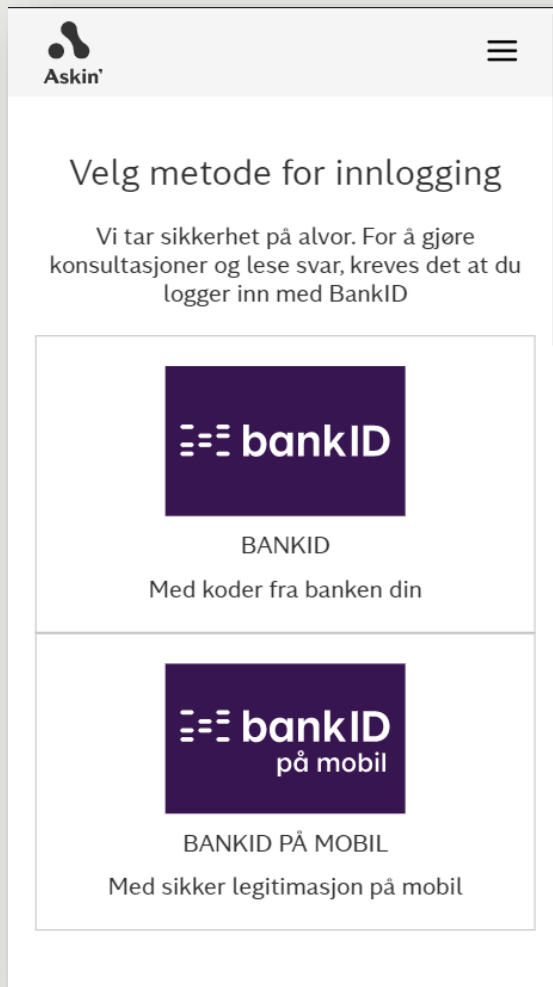 Askin'
Velg metode for innlogging
Vi tar sikkerhet på alvor. For å gjøre
konsultasjoner og lese svar, kreves det at du
logger inn med BankID
bankID
BANKID
Med koder fra banken din
bankID
på mobil
BANKID PÅ MOBIL
Med sikker legitimasjon på mobil